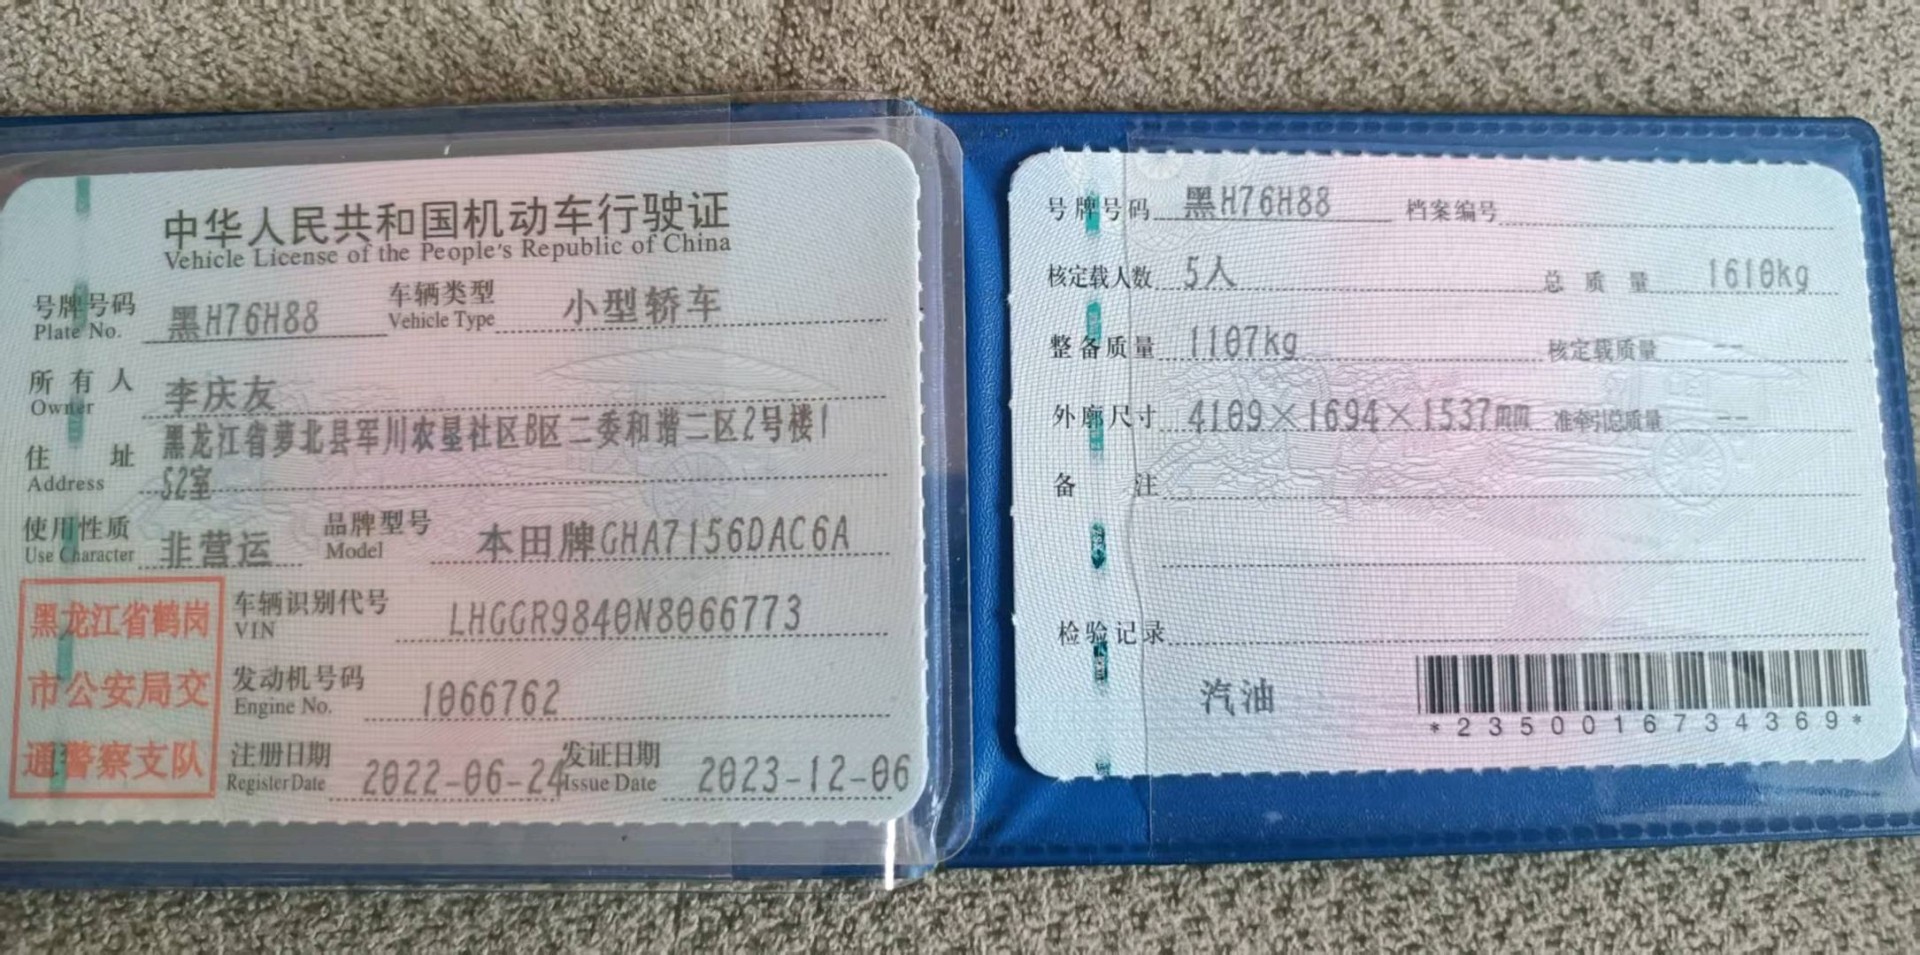 中华人民共和国机动车行驶证
Vehicle License of the People's Republic of China
号牌号码 黑H76H88 车辆类型 小型轿车
Plate No. Vehicle Type
所有人 李庆友
Owner
住址 黑龙江省萝北县军川农垦社区B区二委和谐二区2号楼1
Address 52室
使用性质 非营运 品牌型号 本田牌GHA7156DAC6A
Use Character Model
黑龙江省鹤岗
市公安局交
通警察支队
车辆识别代号 LHGGR9840N8066773
VIN
发动机号码 1066762
Engine No.
注册日期 2022-06-24 发证日期 2023-12-06
Register Date Issue Date
号牌号码 黑H76H88 档案编号
核定载人数 5人 总质量 1610kg
整备质量 1107kg 核定载质量 --
外廓尺寸 4109×1694×1537mm 准牵引总质量 --
备注
检验记录
汽油
*2350016734369*